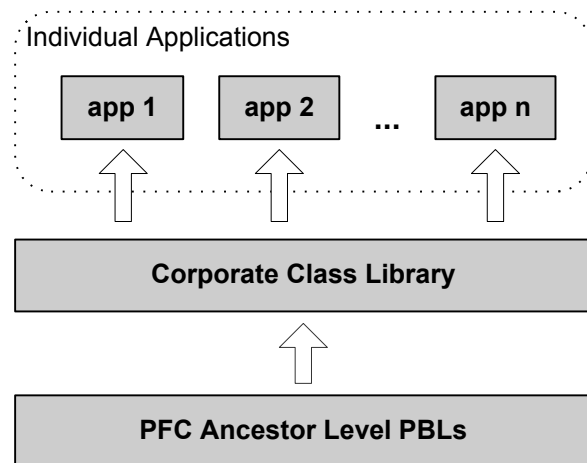 Individual Applications
app 1
app 2
...
app n
Corporate Class Library
PFC Ancestor Level PBLs